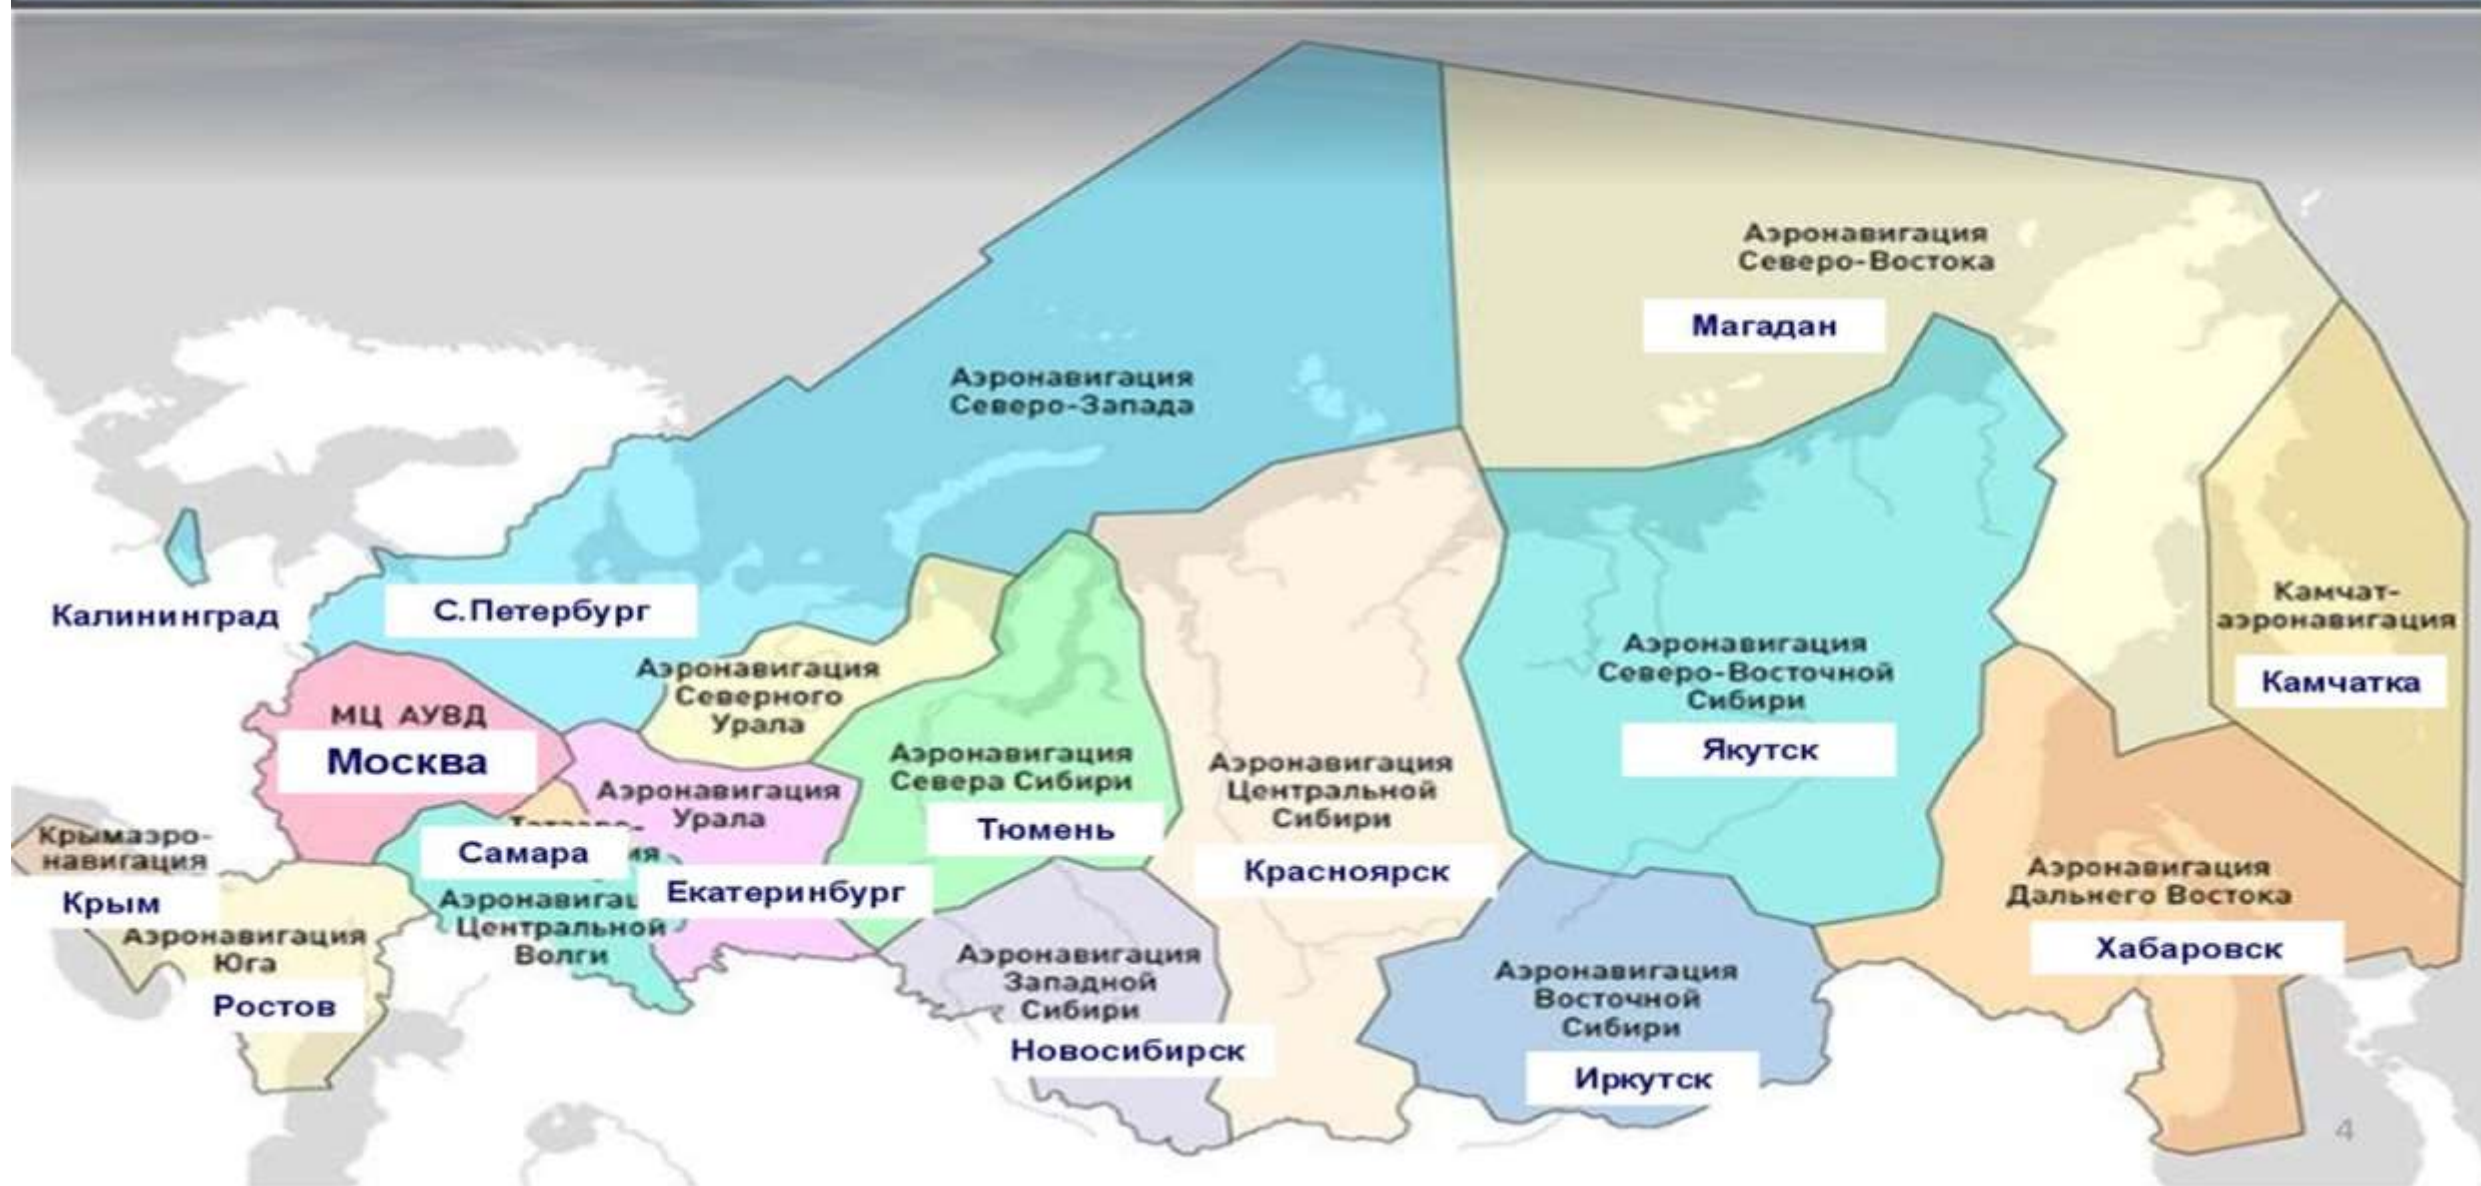 Аэронавигация
Северо-Востока
Магадан
Аэронавигация
Северо-Запада
Калининград
С.Петербург
Камчат-
аэронавигация
Камчатка
Аэронавигация
Северо-Восточной
Сибири
Якутск
Аэронавигация
Северного
Урала
МЦ АУВД
Москва
Аэронавигация
Урала
Екатеринбург
Аэронавигация
Севера Сибири
Тюмень
Аэронавигация
Центральной
Сибири
Красноярск
Крымаэро-
навигация
Крым
Самара
ия
Аэронавигац
Центральной
Волги
Аэронавигация
Юга
Ростов
Аэронавигация
Западной
Сибири
Новосибирск
Аэронавигация
Восточной
Сибири
Иркутск
Аэронавигация
Дальнего Востока
Хабаровск
4